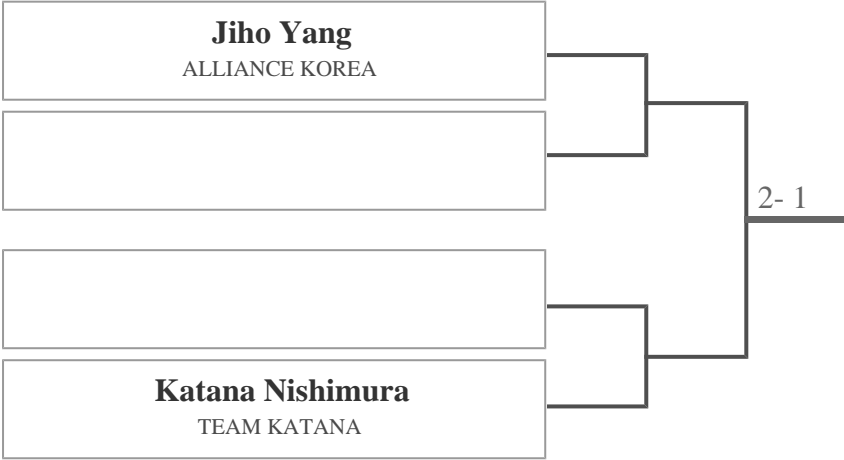 Jiho Yang
ALLIANCE KOREA
2- 1
Katana Nishimura
TEAM KATANA